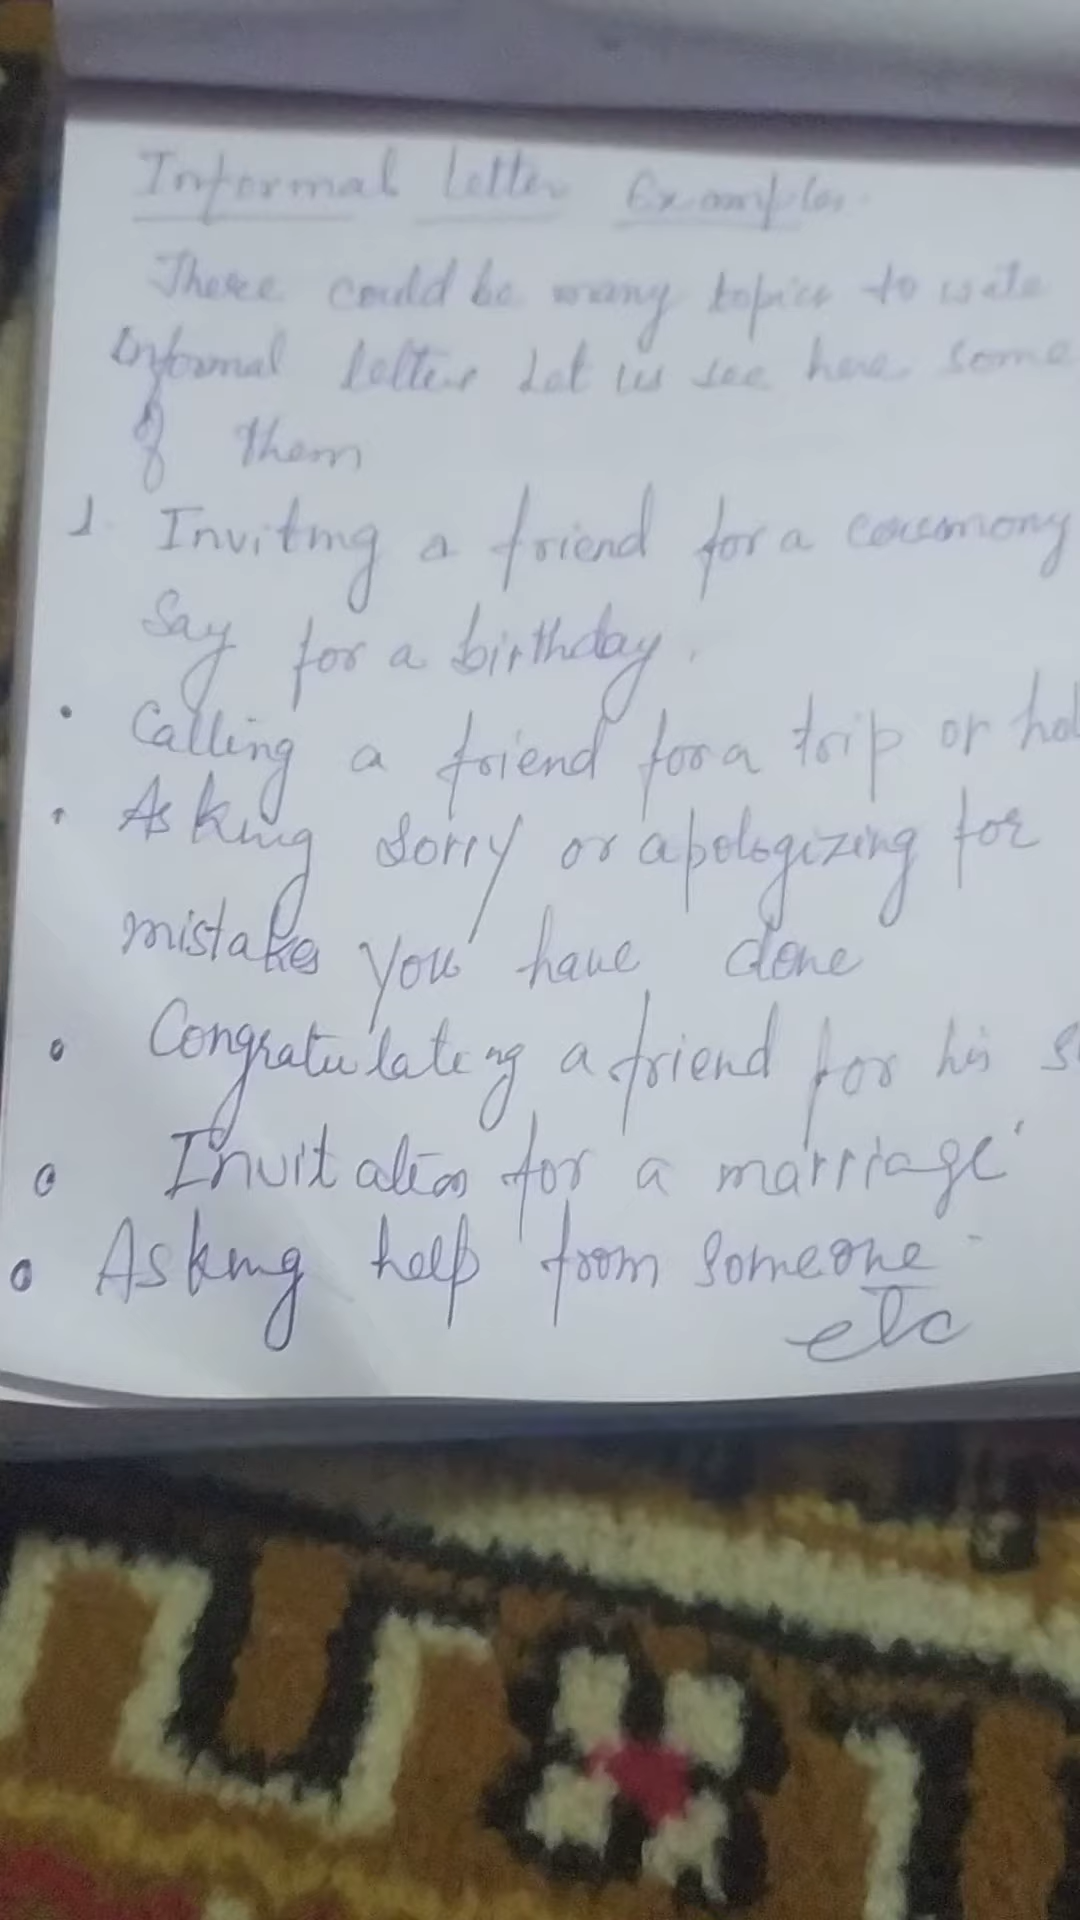 Informal Letter Examples
There could be many topics to write
informal letters Let us see here some
of them
1. Inviting a friend for a ceremony
Say for a birthday.
• Calling a friend for a trip or hol
• Asking sorry or apologizing for
mistakes you have done
• Congratulating a friend for his s
• Invitation for a marriage
• Asking help from someone
etc